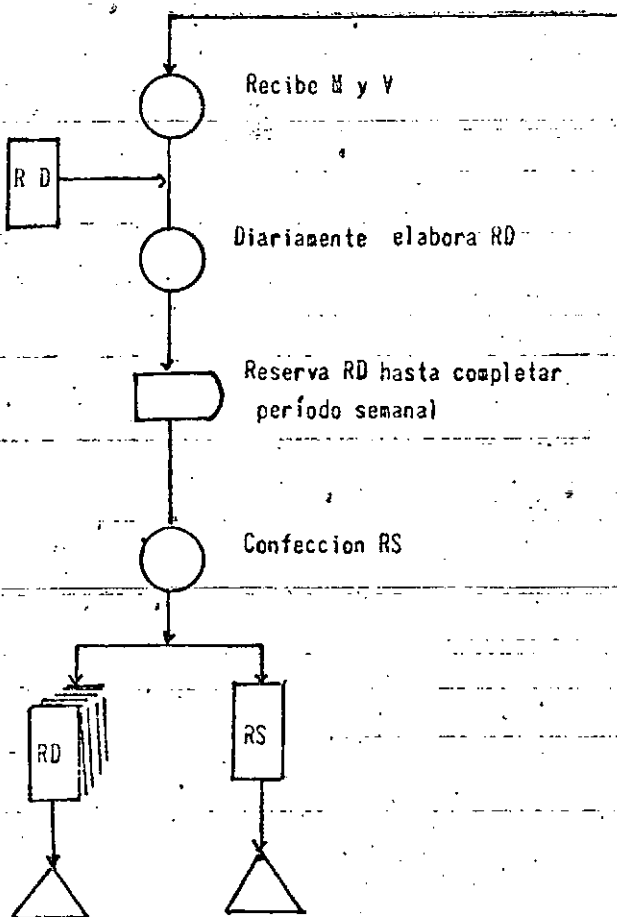 Recibe M y V
R D
Diariamente elabora RD
Reserva RD hasta completar
período semanal
Confeccion RS
RD
RS